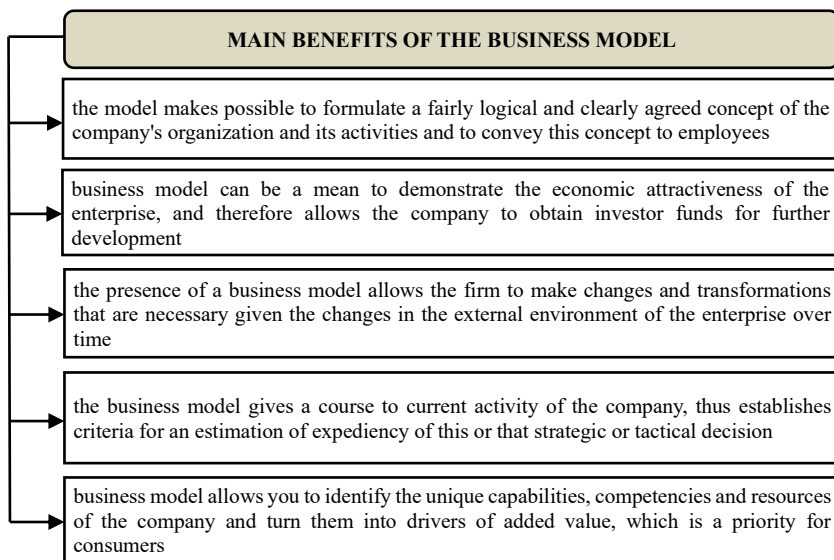 MAIN BENEFITS OF THE BUSINESS MODEL
the model makes possible to formulate a fairly logical and clearly agreed concept of the
company's organization and its activities and to convey this concept to employees
business model can be a mean to demonstrate the economic attractiveness of the
enterprise, and therefore allows the company to obtain investor funds for further
development
the presence of a business model allows the firm to make changes and transformations
that are necessary given the changes in the external environment of the enterprise over
time
the business model gives a course to current activity of the company, thus establishes
criteria for an estimation of expediency of this or that strategic or tactical decision
business model allows you to identify the unique capabilities, competencies and resources
of the company and turn them into drivers of added value, which is a priority for
consumers